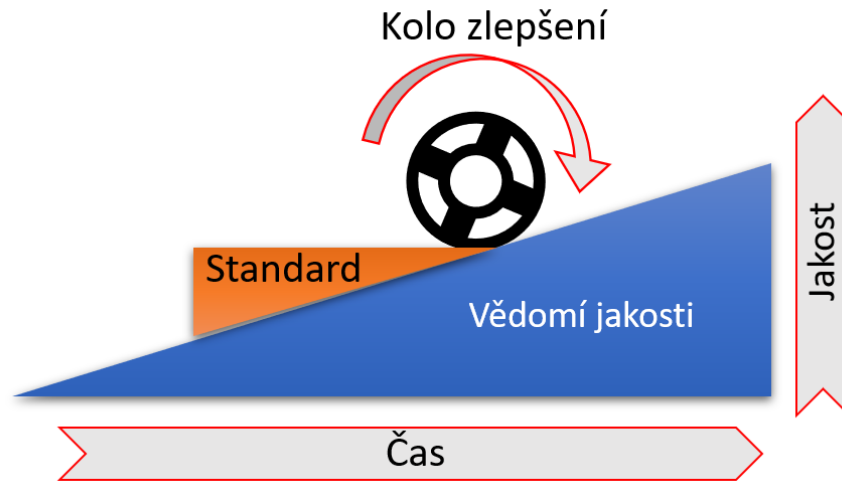 Kolo zlepšení
Standard
Vědomí jakosti
Jakost
Čas